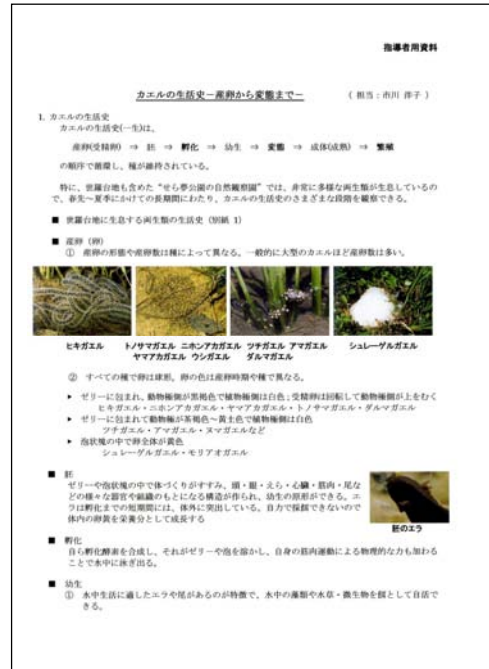 指導者用資料
カエルの生活史－産卵から変態まで－ （ 担当：市川 洋子 ）
1. カエルの生活史
カエルの生活史(一生)は、
産卵(受精卵) ⇒ 胚 ⇒ 孵化 ⇒ 幼生 ⇒ 変態 ⇒ 成体(成熟) ⇒ 繁殖
の順序で循環し、種が維持されている。
特に、世羅台地も含めた“せら夢公園の自然観察園”では、非常に多様な両生類が生息しているの
で、春先～夏季にかけての長期間にわたり、カエルの生活史のさまざまな段階を観察できる。
■ 世羅台地に生息する両生類の生活史（別紙 1）
■ 産卵（卵）
① 産卵の形態や産卵数は種によって異なる。一般的に大型のカエルほど産卵数は多い。
ヒキガエル トノサマガエル ニホンアカガエル ツチガエル アマガエル シュレーゲルガエル
ヤマアカガエル ウシガエル ダルマガエル
② すべての種で卵は球形。卵の色は産卵時期や種で異なる。
▶ ゼリーに包まれ、動物極側が黒褐色で植物極側は白色；受精卵は回転して動物極側が上をむく
ヒキガエル・ニホンアカガエル・ヤマアカガエル・トノサマガエル・ダルマガエル
▶ ゼリーに包まれて動物極が茶褐色～黄土色で植物極側は白色
ツチガエル・アマガエル・ヌマガエルなど
▶ 泡状塊の中で卵全体が黄色
シュレーゲルガエル・モリアオガエル
■ 胚
ゼリーや泡状塊の中で体づくりがすすみ、頭・眼・えら・心臓・筋肉・尾な
どの様々な器官や組織のもとになる構造が作られ、幼生の原形ができる。エ
ラは孵化までの短期間には、体外に突出している。自力で採餌できないので
体内の卵黄を栄養分として成長する
胚のエラ
■ 孵化
自ら孵化酵素を合成し、それがゼリーや泡を溶かし、自身の筋肉運動による物理的な力も加わる
ことで水中に泳ぎ出る。
■ 幼生
① 水中生活に適したエラや尾があるのが特徴で、水中の藻類や水草・微生物を餌として自活で
きる。